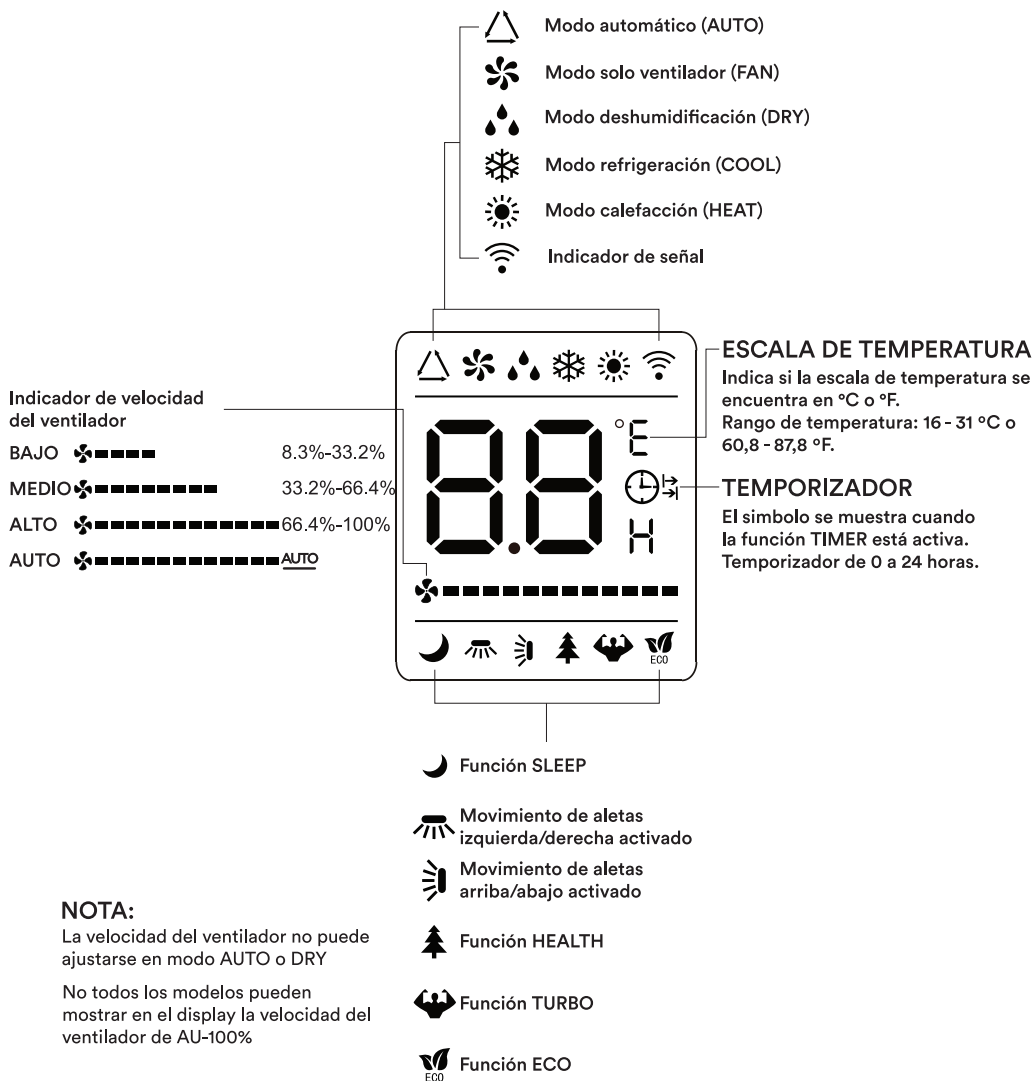 Modo automático (AUTO)
Modo solo ventilador (FAN)
Modo deshumidificación (DRY)
Modo refrigeración (COOL)
Modo calefacción (HEAT)
Indicador de señal
Indicador de velocidad
del ventilador
BAJO 8.3%-33.2%
MEDIO 33.2%-66.4%
ALTO 66.4%-100%
AUTO AUTO
88
°E
H
ECO
ESCALA DE TEMPERATURA
Indica si la escala de temperatura se
encuentra en °C o °F.
Rango de temperatura: 16 - 31 °C o
60,8 - 87,8 °F.
TEMPORIZADOR
El simbolo se muestra cuando
la función TIMER está activa.
Temporizador de 0 a 24 horas.
Función SLEEP
Movimiento de aletas
izquierda/derecha activado
Movimiento de aletas
arriba/abajo activado
Función HEALTH
Función TURBO
ECO Función ECO
NOTA:
La velocidad del ventilador no puede
ajustarse en modo AUTO o DRY
No todos los modelos pueden
mostrar en el display la velocidad del
ventilador de AU-100%